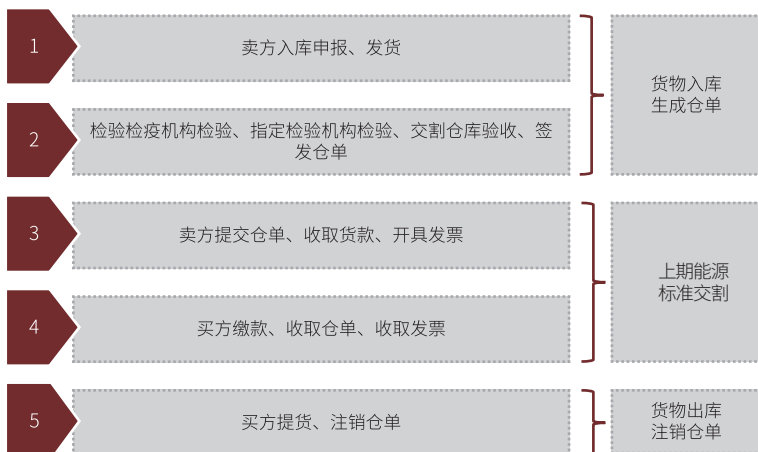 1
卖方入库申报、发货
2
检验检疫机构检验、指定检验机构检验、交割仓库验收、签
发仓单
货物入库
生成仓单
3
卖方提交仓单、收取货款、开具发票
4
买方缴款、收取仓单、收取发票
上期能源
标准交割
5
买方提货、注销仓单
货物出库
注销仓单